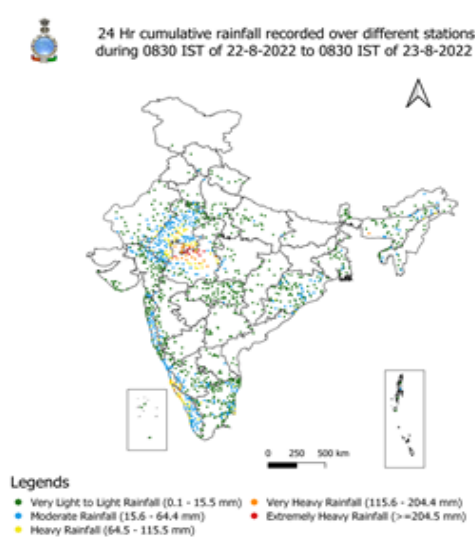 24 Hr cumulative rainfall recorded over different stations
during 0830 IST of 22-8-2022 to 0830 IST of 23-8-2022
0 250 500 km
Legends
Very Light to Light Rainfall (0.1 - 15.5 mm)
Very Heavy Rainfall (115.6 - 204.4 mm)
Moderate Rainfall (15.6 - 64.4 mm)
Extremely Heavy Rainfall (>=204.5 mm)
Heavy Rainfall (64.5 - 115.5 mm)